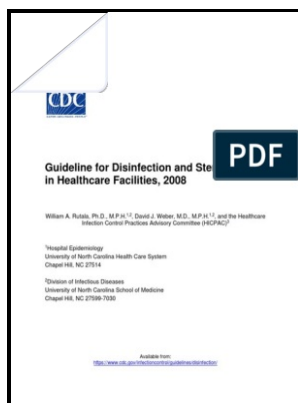 CDC
PDF
Guideline for Disinfection and Ste
in Healthcare Facilities, 2008
William A. Rutala, Ph.D., M.P.H.1,2, David J. Weber, M.D., M.P.H.1,2, and the Healthcare
Infection Control Practices Advisory Committee (HICPAC)3
1Hospital Epidemiology
University of North Carolina Health Care System
Chapel Hill, NC 27514
2Division of Infectious Diseases
University of North Carolina School of Medicine
Chapel Hill, NC 27599-7030
Available from:
https://www.cdc.gov/infectioncontrol/guidelines/disinfection/